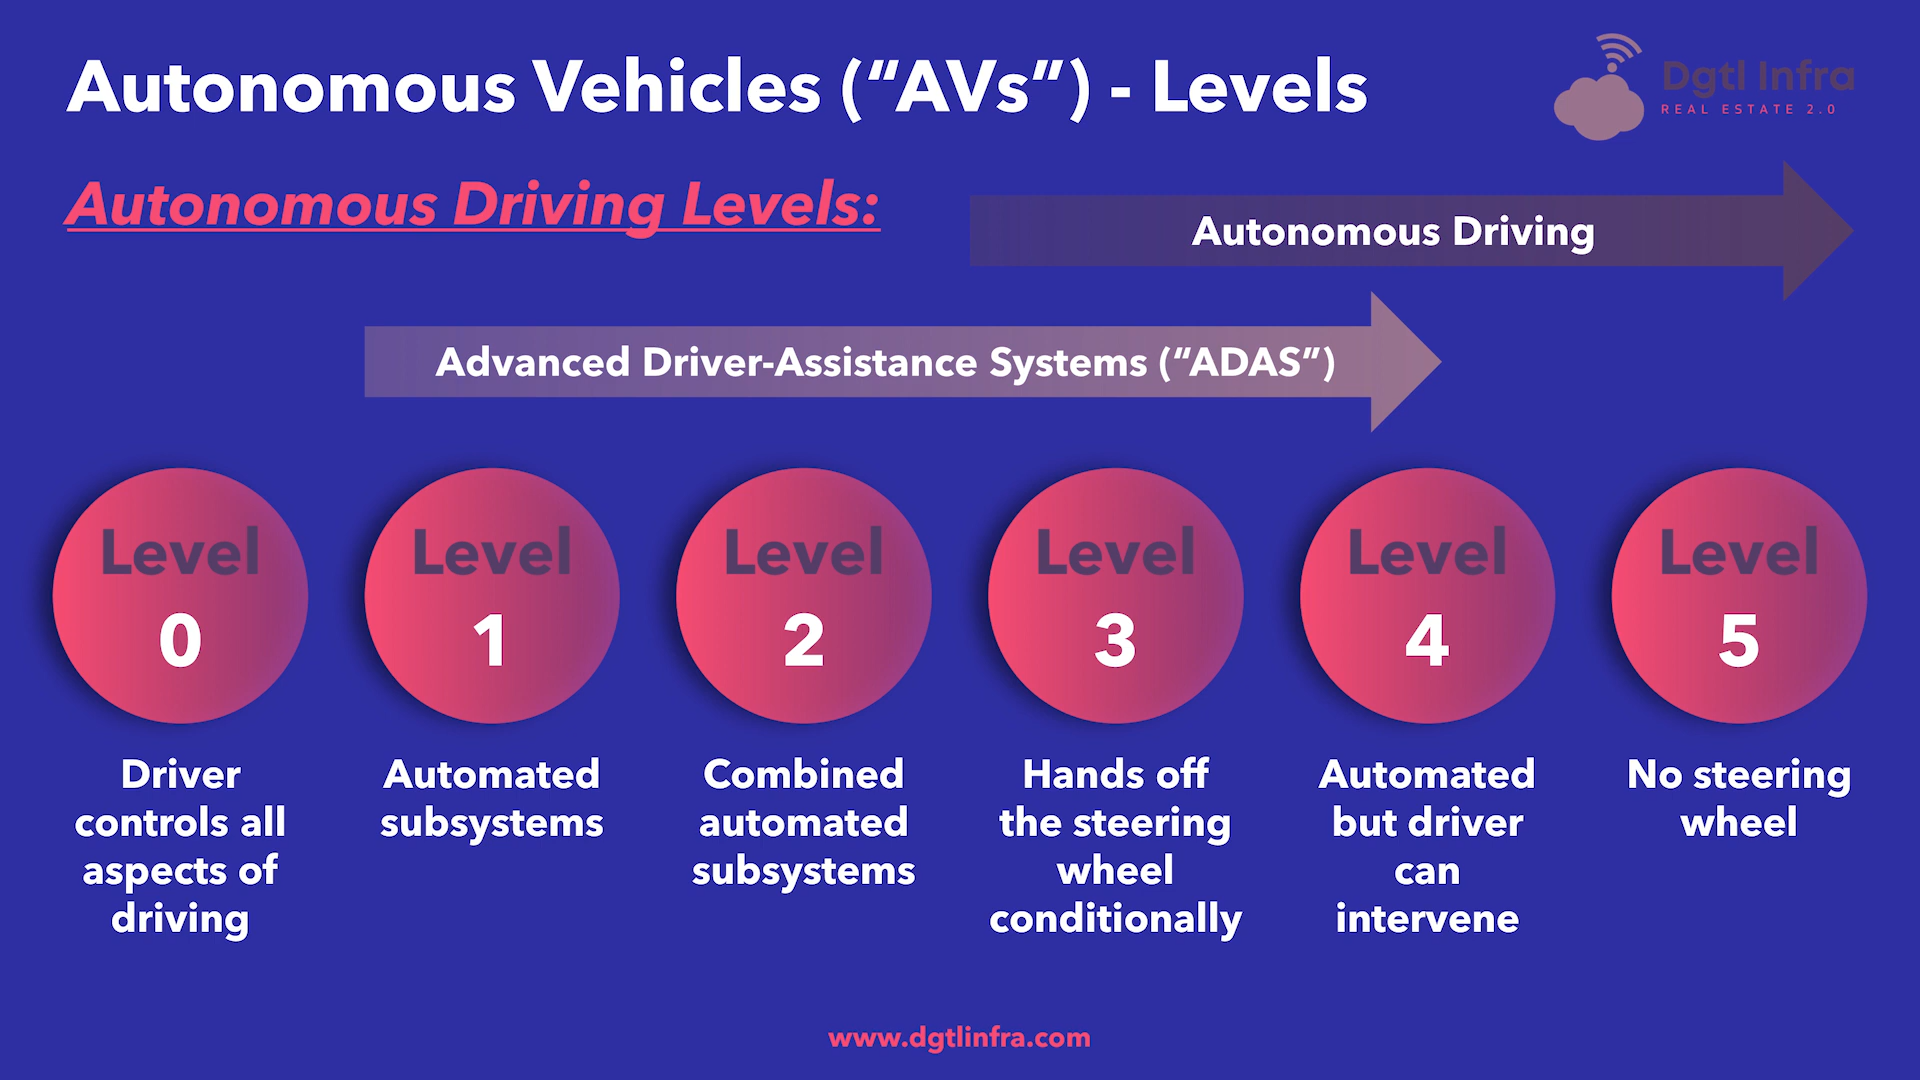 Autonomous Vehicles (“AVs”) - Levels
Dgtl Infra
REAL ESTATE 2.0
Autonomous Driving Levels:
Autonomous Driving
Advanced Driver-Assistance Systems (“ADAS”)
Level
0
Level
1
Level
2
Level
3
Level
4
Level
5
Driver
controls all
aspects of
driving
Automated
subsystems
Combined
automated
subsystems
Hands off
the steering
wheel
conditionally
Automated
but driver
can
intervene
No steering
wheel
www.dgtlinfra.com